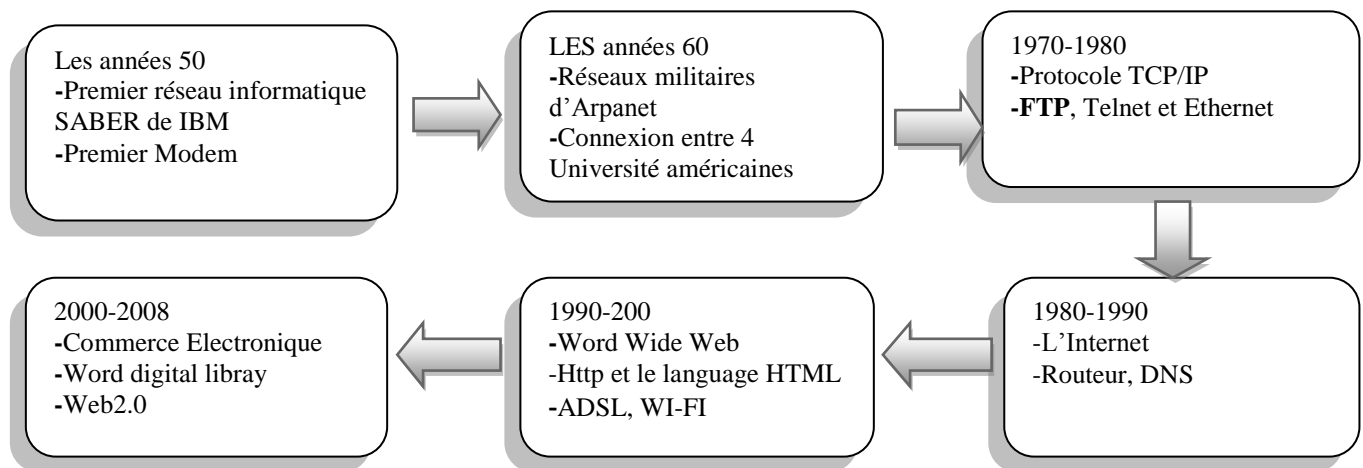 Les années 50
-Premier réseau informatique
SABER de IBM
-Premier Modem
LES années 60
-Réseaux militaires
d’Arpanet
-Connexion entre 4
Université américaines
1970-1980
-Protocole TCP/IP
-FTP, Telnet et Ethernet
1980-1990
-L’Internet
-Routeur, DNS
1990-200
-Word Wide Web
-Http et le language HTML
-ADSL, WI-FI
2000-2008
-Commerce Electronique
-Word digital libray
-Web2.0